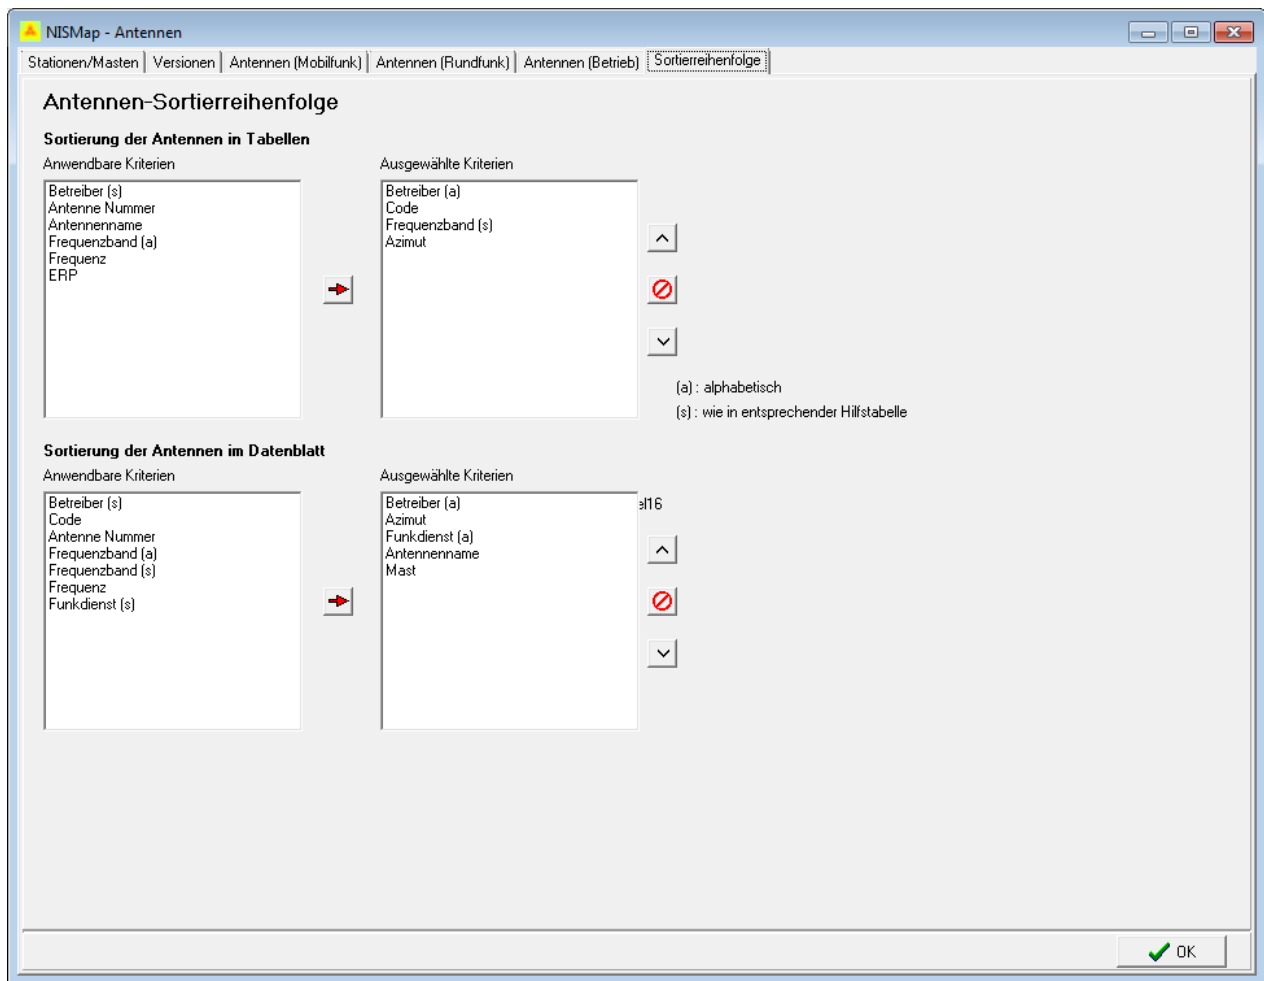 NISMap - Antennen
Stationen/Masten Versionen Antennen (Mobilfunk) Antennen (Rundfunk) Antennen (Betrieb) Sortierreihenfolge
Antennen-Sortierreihenfolge
Sortierung der Antennen in Tabellen
Anwendbare Kriterien
Betreiber (s)
Antenne Nummer
Antennenname
Frequenzband (a)
Frequenz
ERP
Ausgewählte Kriterien
Betreiber (a)
Code
Frequenzband (s)
Azimut
(a) : alphabetisch
(s) : wie in entsprechender Hilfstabelle
Sortierung der Antennen im Datenblatt
Anwendbare Kriterien
Betreiber (s)
Code
Antenne Nummer
Frequenzband (a)
Frequenzband (s)
Frequenz
Funkdienst (s)
Ausgewählte Kriterien
Betreiber (a)
Azimut
Funkdienst (a)
Antennenname
Mast
el16
OK